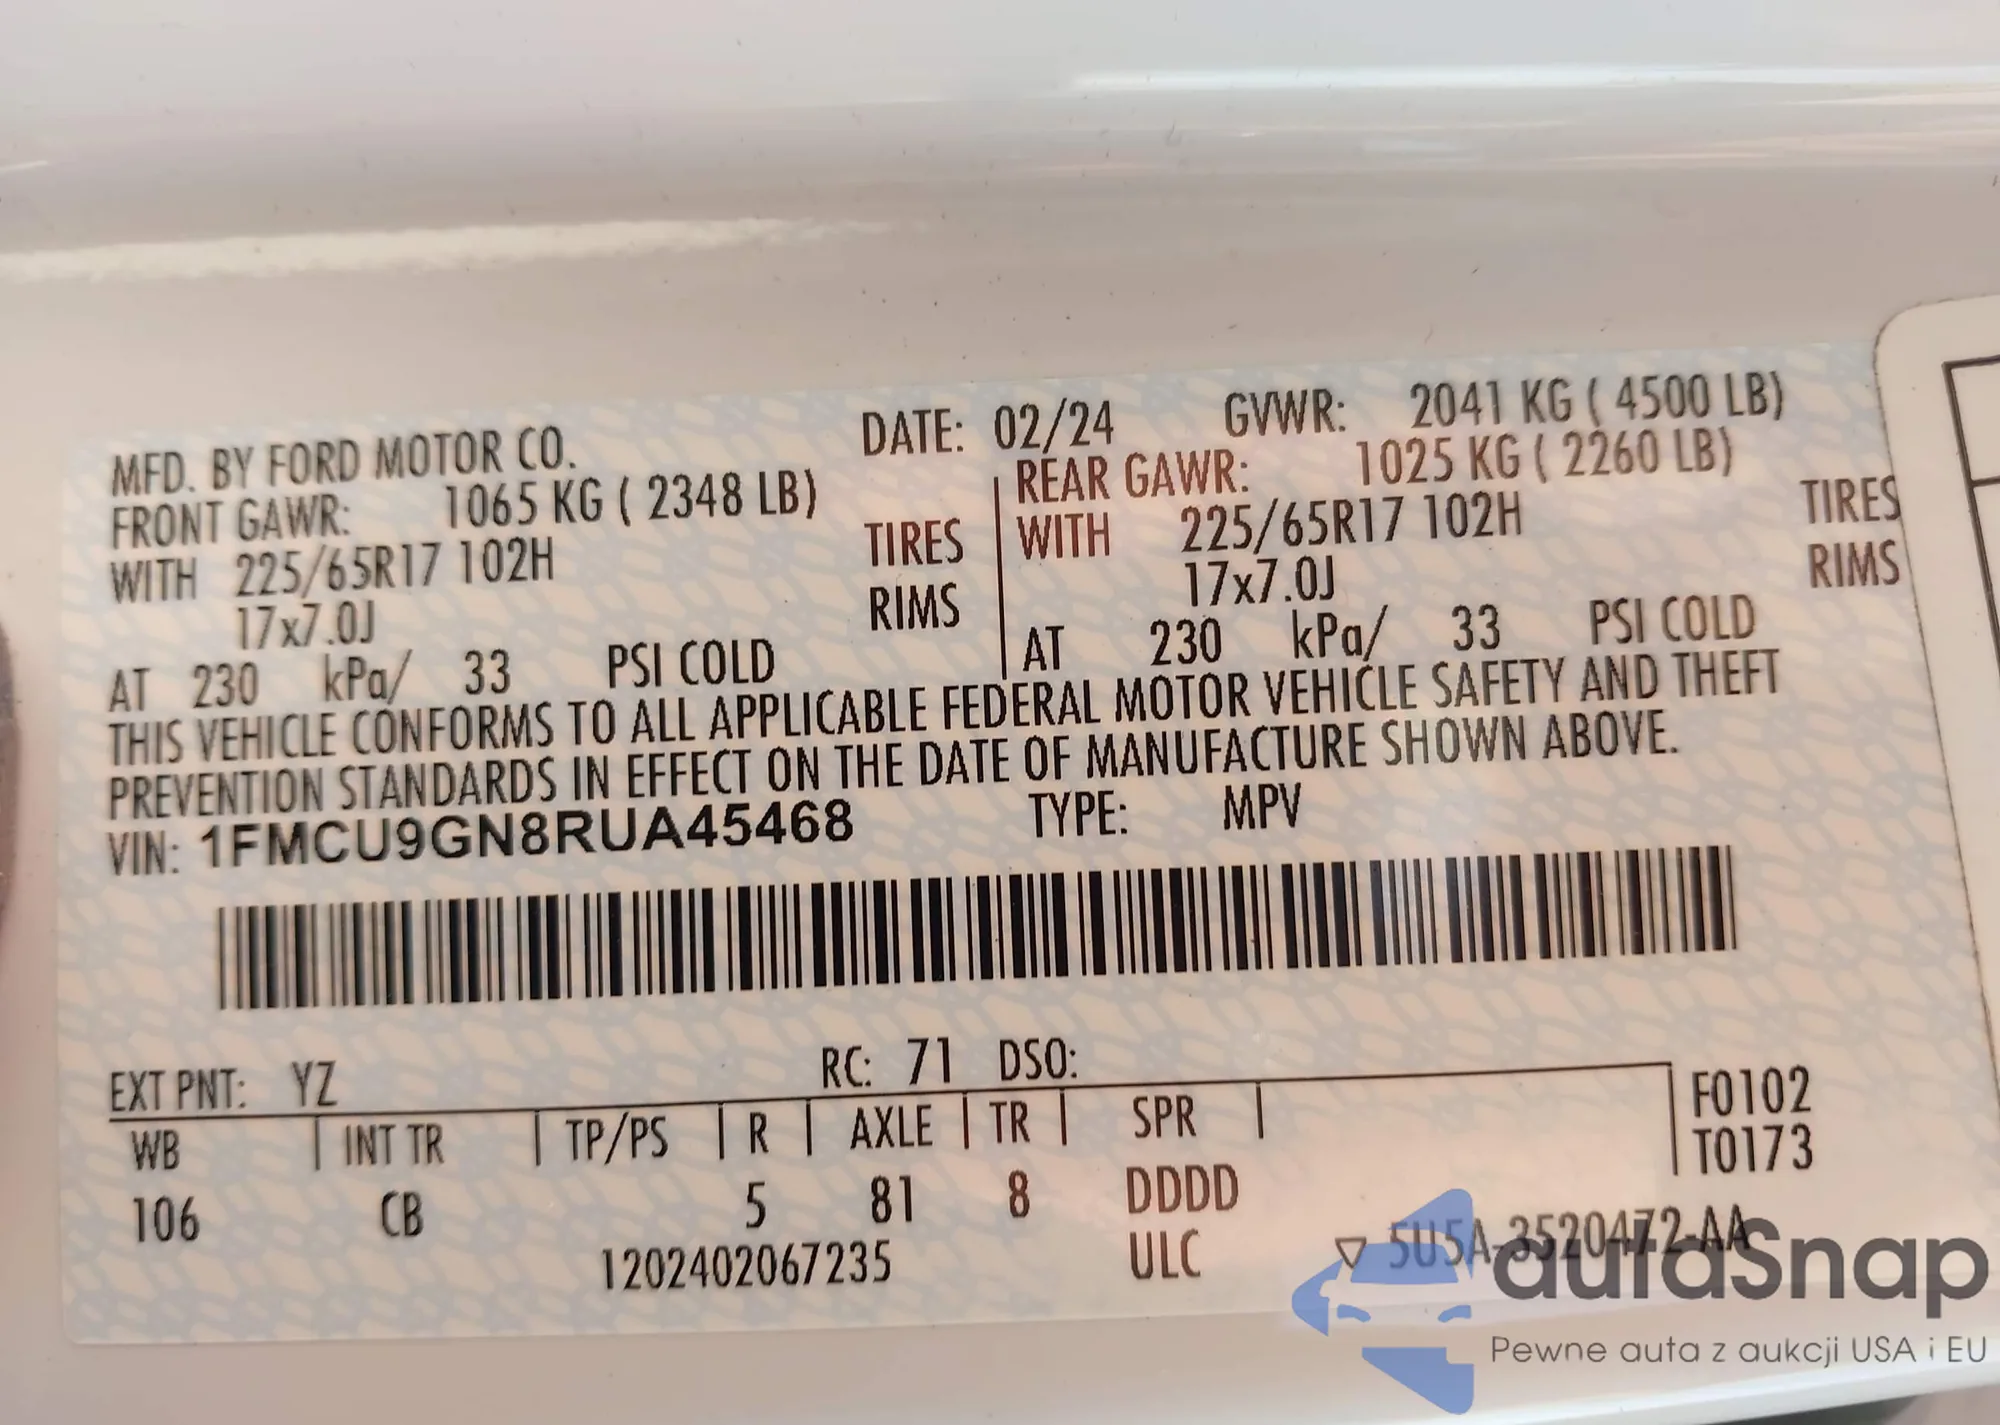 MFD. BY FORD MOTOR CO. DATE: 02/24 GVWR: 2041 KG ( 4500 LB)
FRONT GAWR: 1065 KG ( 2348 LB) REAR GAWR: 1025 KG ( 2260 LB)
WITH 225/65R17 102H TIRES WITH 225/65R17 102H TIRES
17x7.0J RIMS 17x7.0J RIMS
AT 230 kPa/ 33 PSI COLD AT 230 kPa/ 33 PSI COLD
THIS VEHICLE CONFORMS TO ALL APPLICABLE FEDERAL MOTOR VEHICLE SAFETY AND THEFT
PREVENTION STANDARDS IN EFFECT ON THE DATE OF MANUFACTURE SHOWN ABOVE.
VIN: 1FMCU9GN8RUA45468 TYPE: MPV
EXT PNT: YZ RC: 71 DSO:
WB INT TR TP/PS R AXLE TR SPR F0102
T0173
106 CB 5 81 8 DDDD
1202402067235 ULC ▽ 5U5A-3520472-AA
autaSnap
Pewne auta z aukcji USA i EU